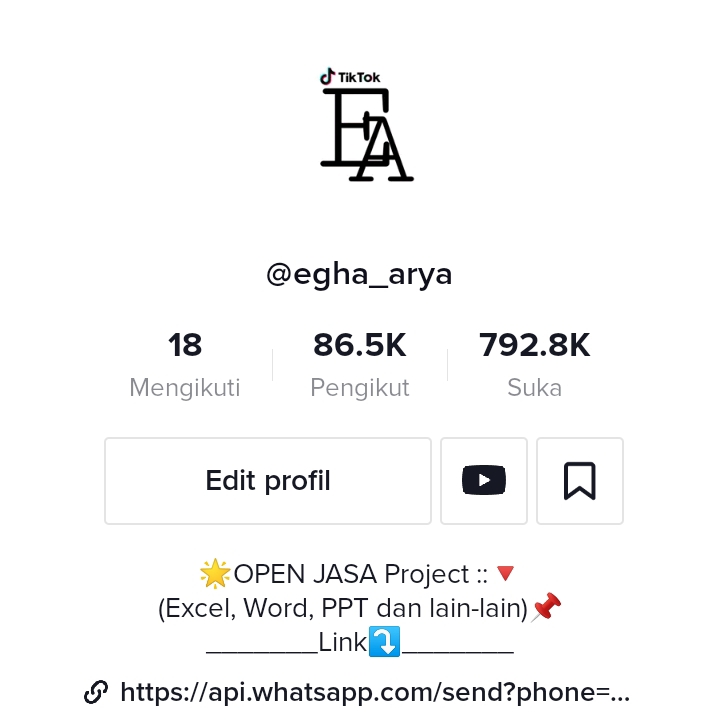 TikTok
EA
@egha_arya
18 86.5K 792.8K
Mengikuti Pengikut Suka
Edit profil
🌟OPEN JASA Project ::🔻
(Excel, Word, PPT dan lain-lain)📌
________Link⤵️________
https://api.whatsapp.com/send?phone=...